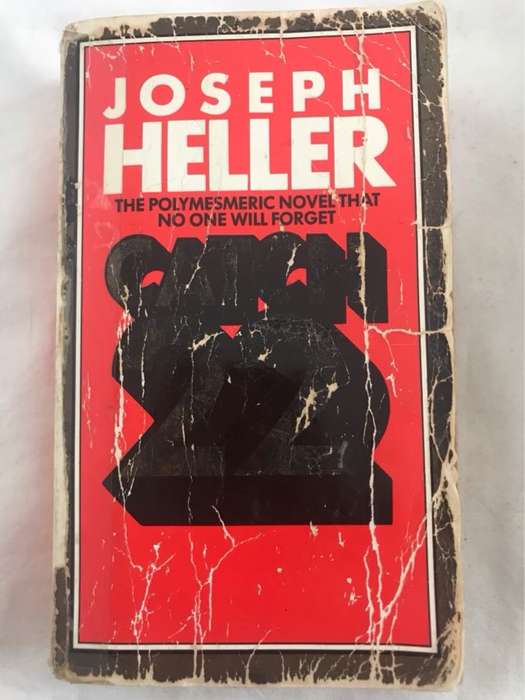 JOSEPH
HELLER
THE POLYMESMERIC NOVEL THAT
NO ONE WILL FORGET
CATCH
22